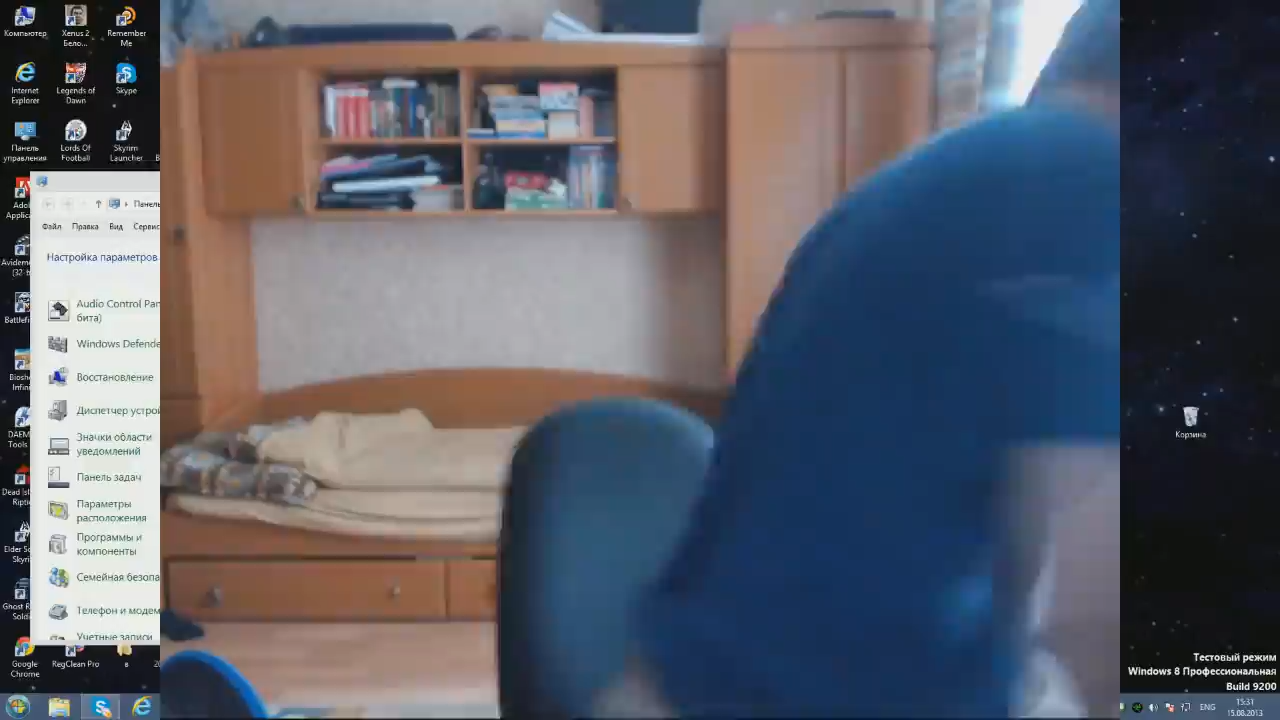 Компьютер
Xenus 2
Бело...
Remember
Me
Internet
Explorer
Legends of
Dawn
Skype
Панель
управления
Lords Of
Football
Skyrim
Launcher
Панель
Файл Правка Вид Сервис
Настройка параметров
Audio Control Pan
бита)
Windows Defende
Восстановление
Диспетчер устрой
Значки области
уведомлений
Панель задач
Параметры
расположения
Программы и
компоненты
Семейная безопа
Телефон и модем
Учетные записи
Google
Chrome
RegClean Pro
в
Корзина
Тестовый режим
Windows 8 Профессиональная
Build 9200
ENG
15:31
15.08.2013